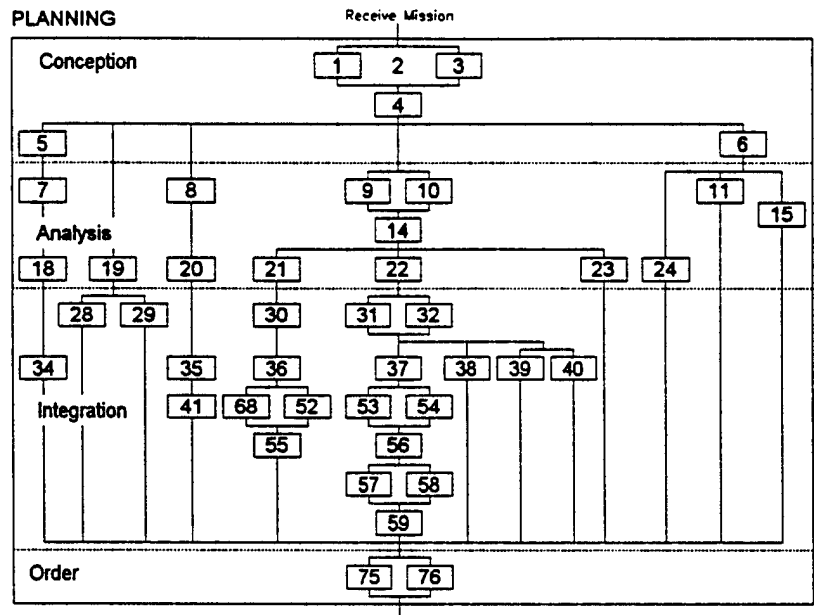 PLANNING
Receive Mission
Conception
1 2 3
4
5 6
7 8 9 10 11
15
14
Analysis
18 19 20 21 22 23 24
28 29 30 31 32
34 35 36 37 38 39 40
Integration
41 68 52 53 54
55 56
57 58
59
Order
75 76